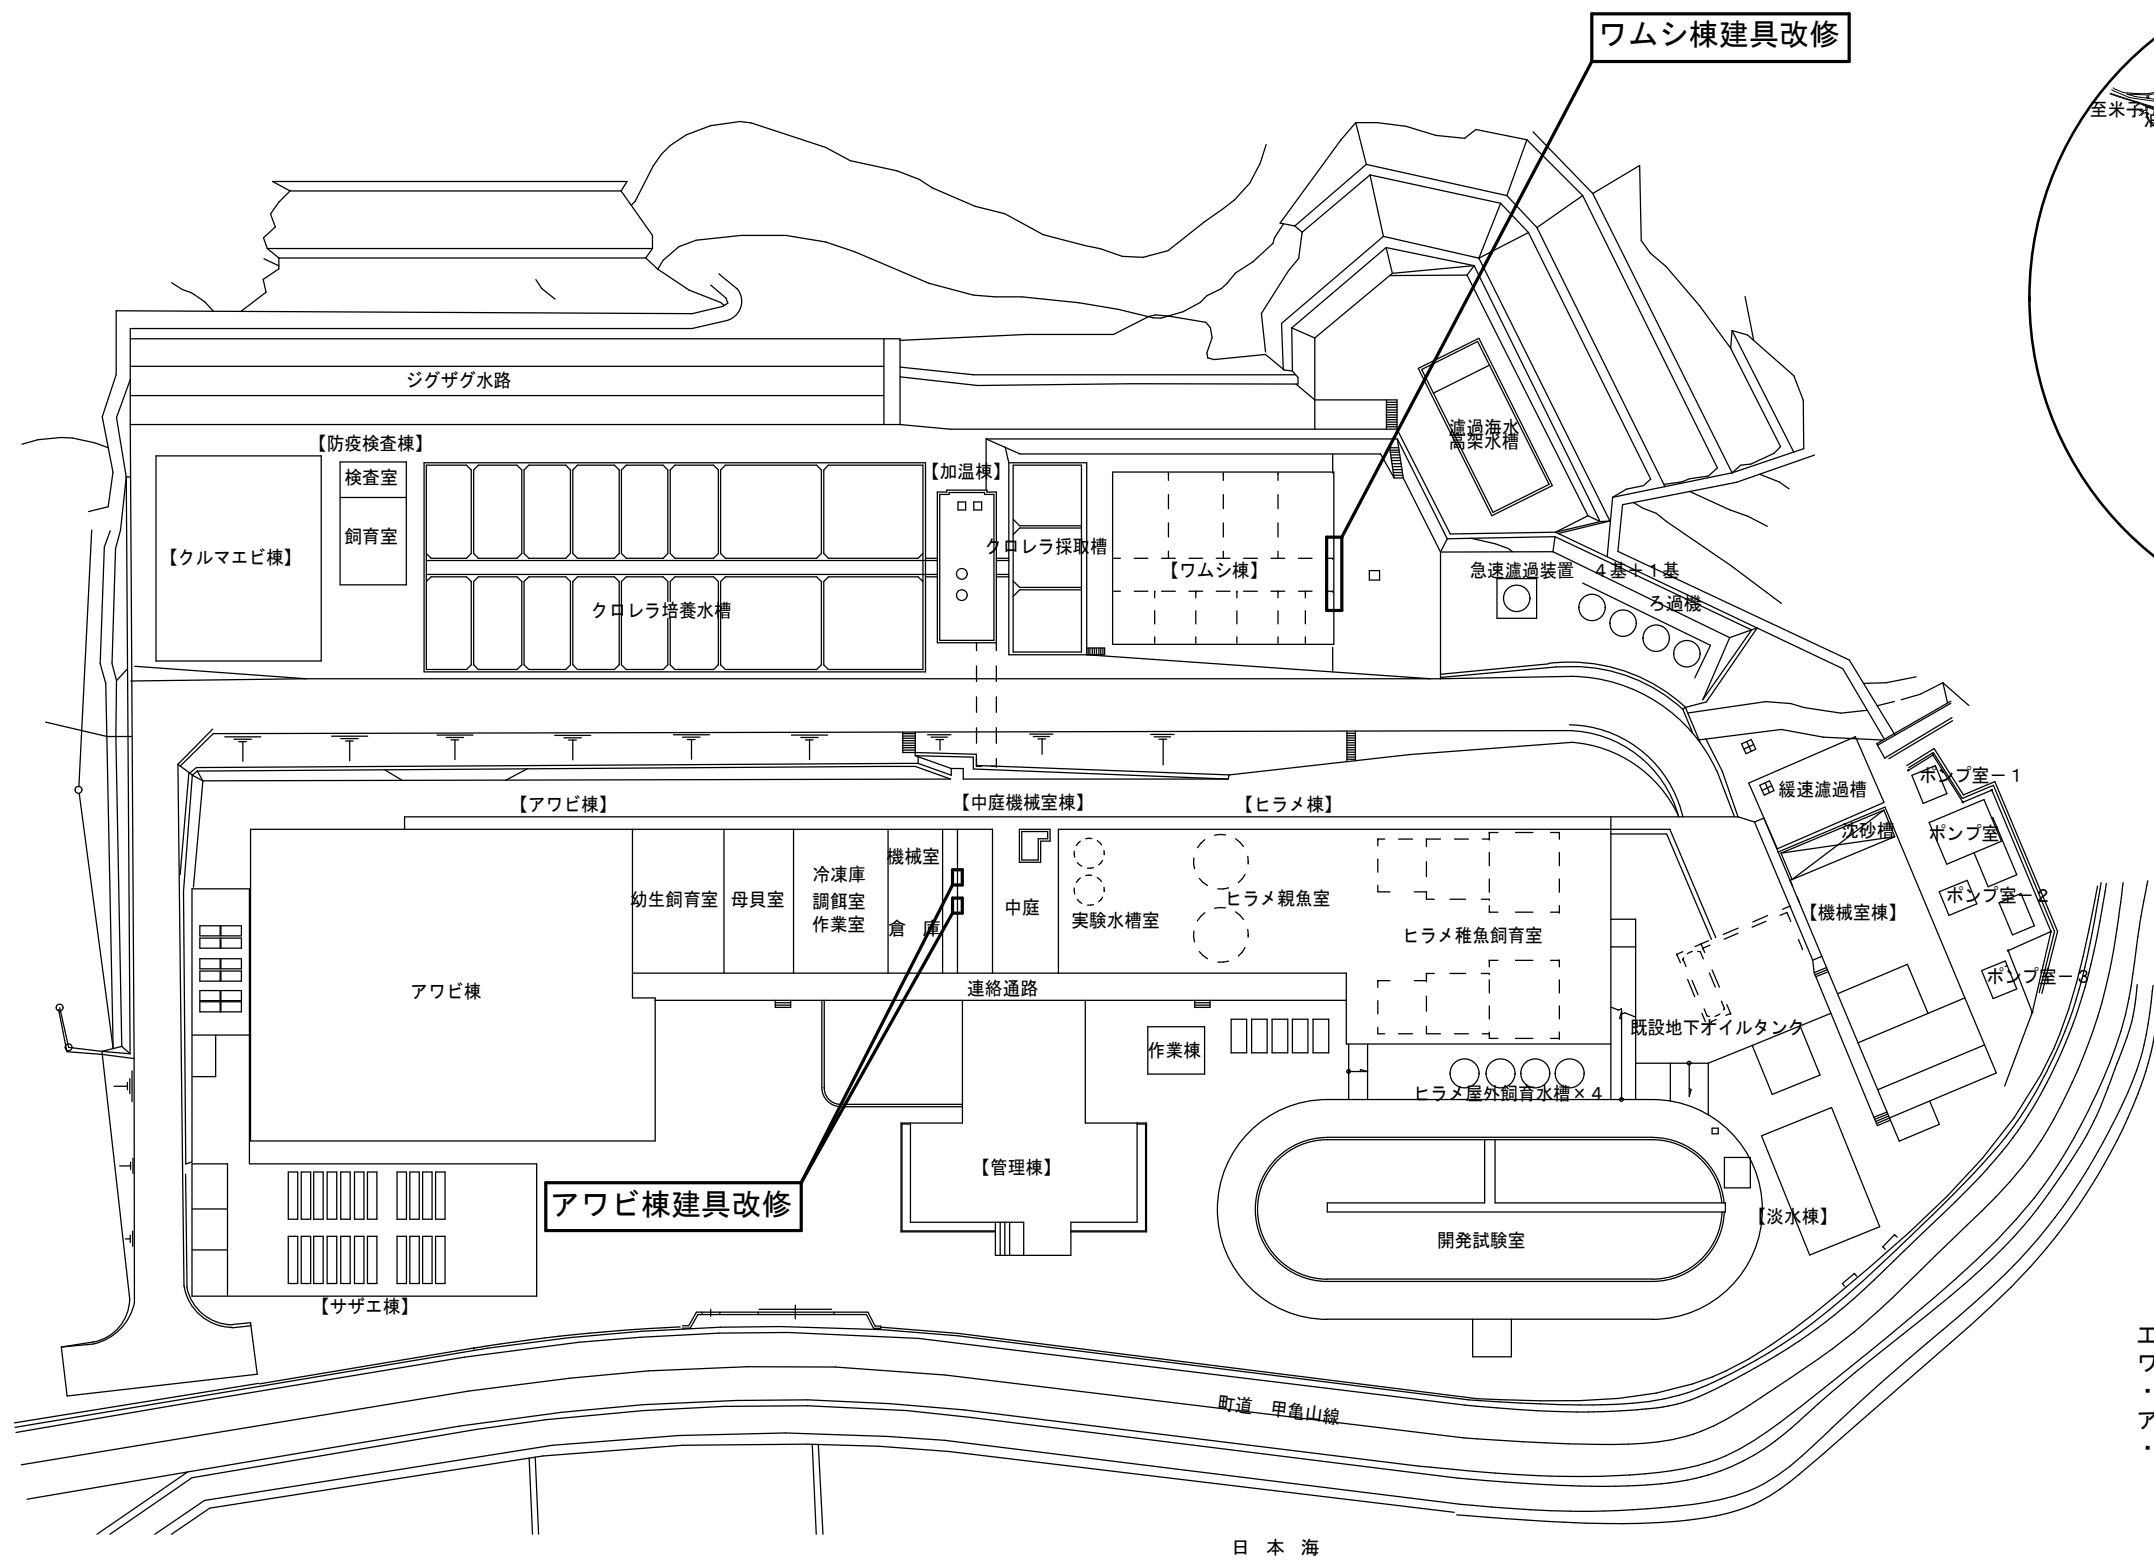 ワムシ棟建具改修
至米子
ジグザグ水路
【防疫検査棟】
検査室
飼育室
【クルマエビ棟】
クロレラ培養水槽
【加温棟】
クロレラ採取槽
【ワムシ棟】
濾過海水
高架水槽
急速濾過装置　４基＋１基
ろ過機
【アワビ棟】
【中庭機械室棟】
【ヒラメ棟】
緩速濾過槽
沈砂槽
ポンプ室－１
ポンプ室
ポンプ室－２
ポンプ室－３
【機械室棟】
幼生飼育室
母貝室
冷凍庫
調餌室
作業室
機械室
倉　庫
中庭
実験水槽室
ヒラメ親魚室
ヒラメ稚魚飼育室
アワビ棟
連絡通路
既設地下オイルタンク
作業棟
ヒラメ屋外飼育水槽×４
【管理棟】
アワビ棟建具改修
開発試験室
【淡水棟】
【サザエ棟】
町道　甲亀山線
日　本　海
工
ワ
・
ア
・